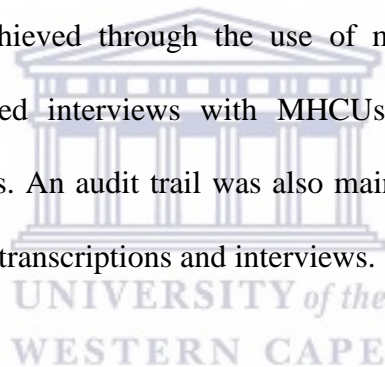 hieved through the use of
ed interviews with MHCUs
s. An audit trail was also
transcriptions and interviews.
UNIVERSITY of the
WESTERN CAPE